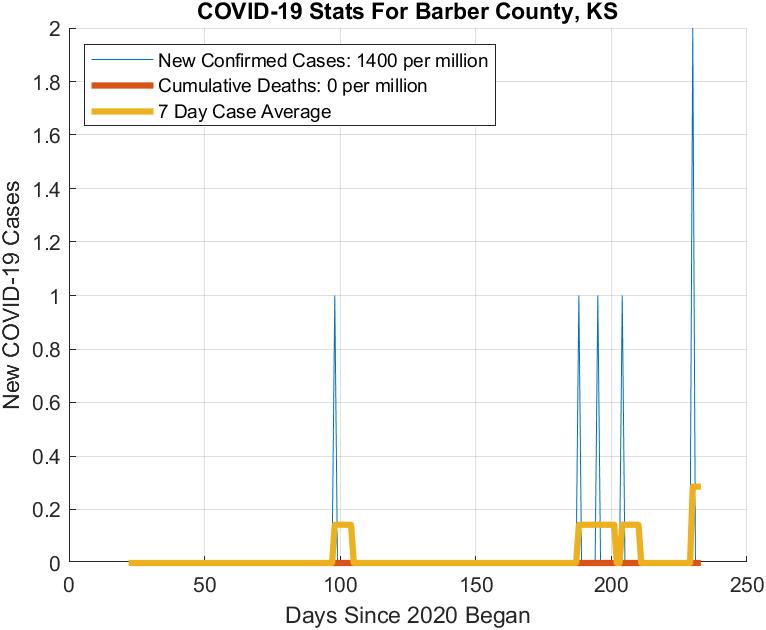 COVID-19 Stats For Barber County, KS
New Confirmed Cases: 1400 per million
Cumulative Deaths: 0 per million
7 Day Case Average
New COVID-19 Cases
2
1.8
1.6
1.4
1.2
1
0.8
0.6
0.4
0.2
0
0 50 100 150 200 250
Days Since 2020 Began